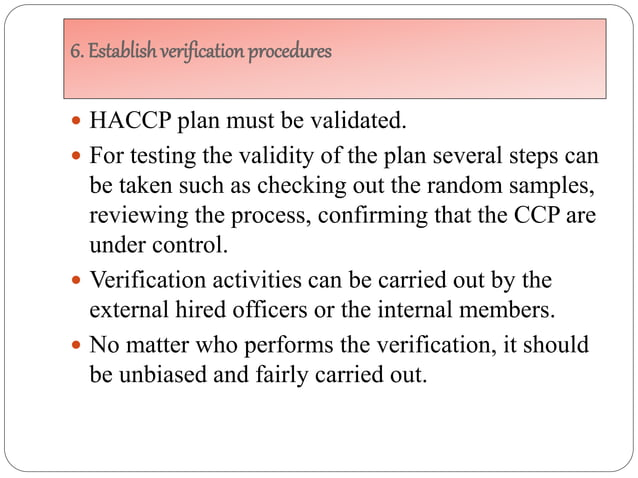 6. Establish verification procedures
• HACCP plan must be validated.
• For testing the validity of the plan several steps can
be taken such as checking out the random samples,
reviewing the process, confirming that the CCP are
under control.
• Verification activities can be carried out by the
external hired officers or the internal members.
• No matter who performs the verification, it should
be unbiased and fairly carried out.